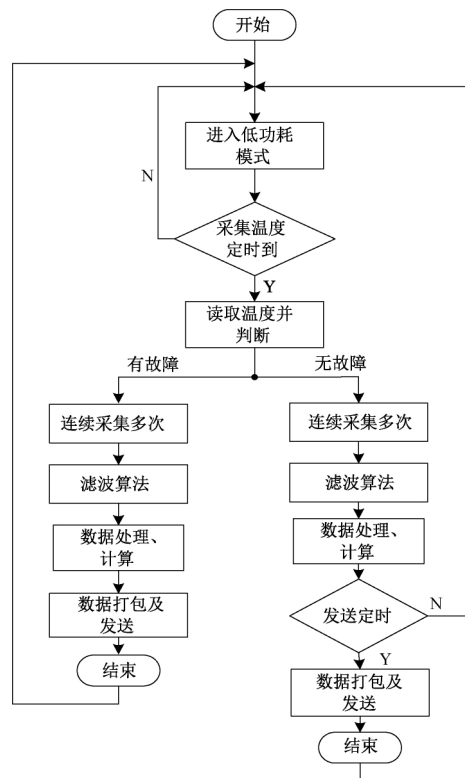 开始
进入低功耗
模式
N
采集温度
定时到
Y
读取温度并
判断
有故障
无故障
连续采集多次
滤波算法
数据处理、
计算
数据打包及
发送
结束
连续采集多次
滤波算法
数据处理、
计算
发送定时
N
Y
数据打包及
发送
结束